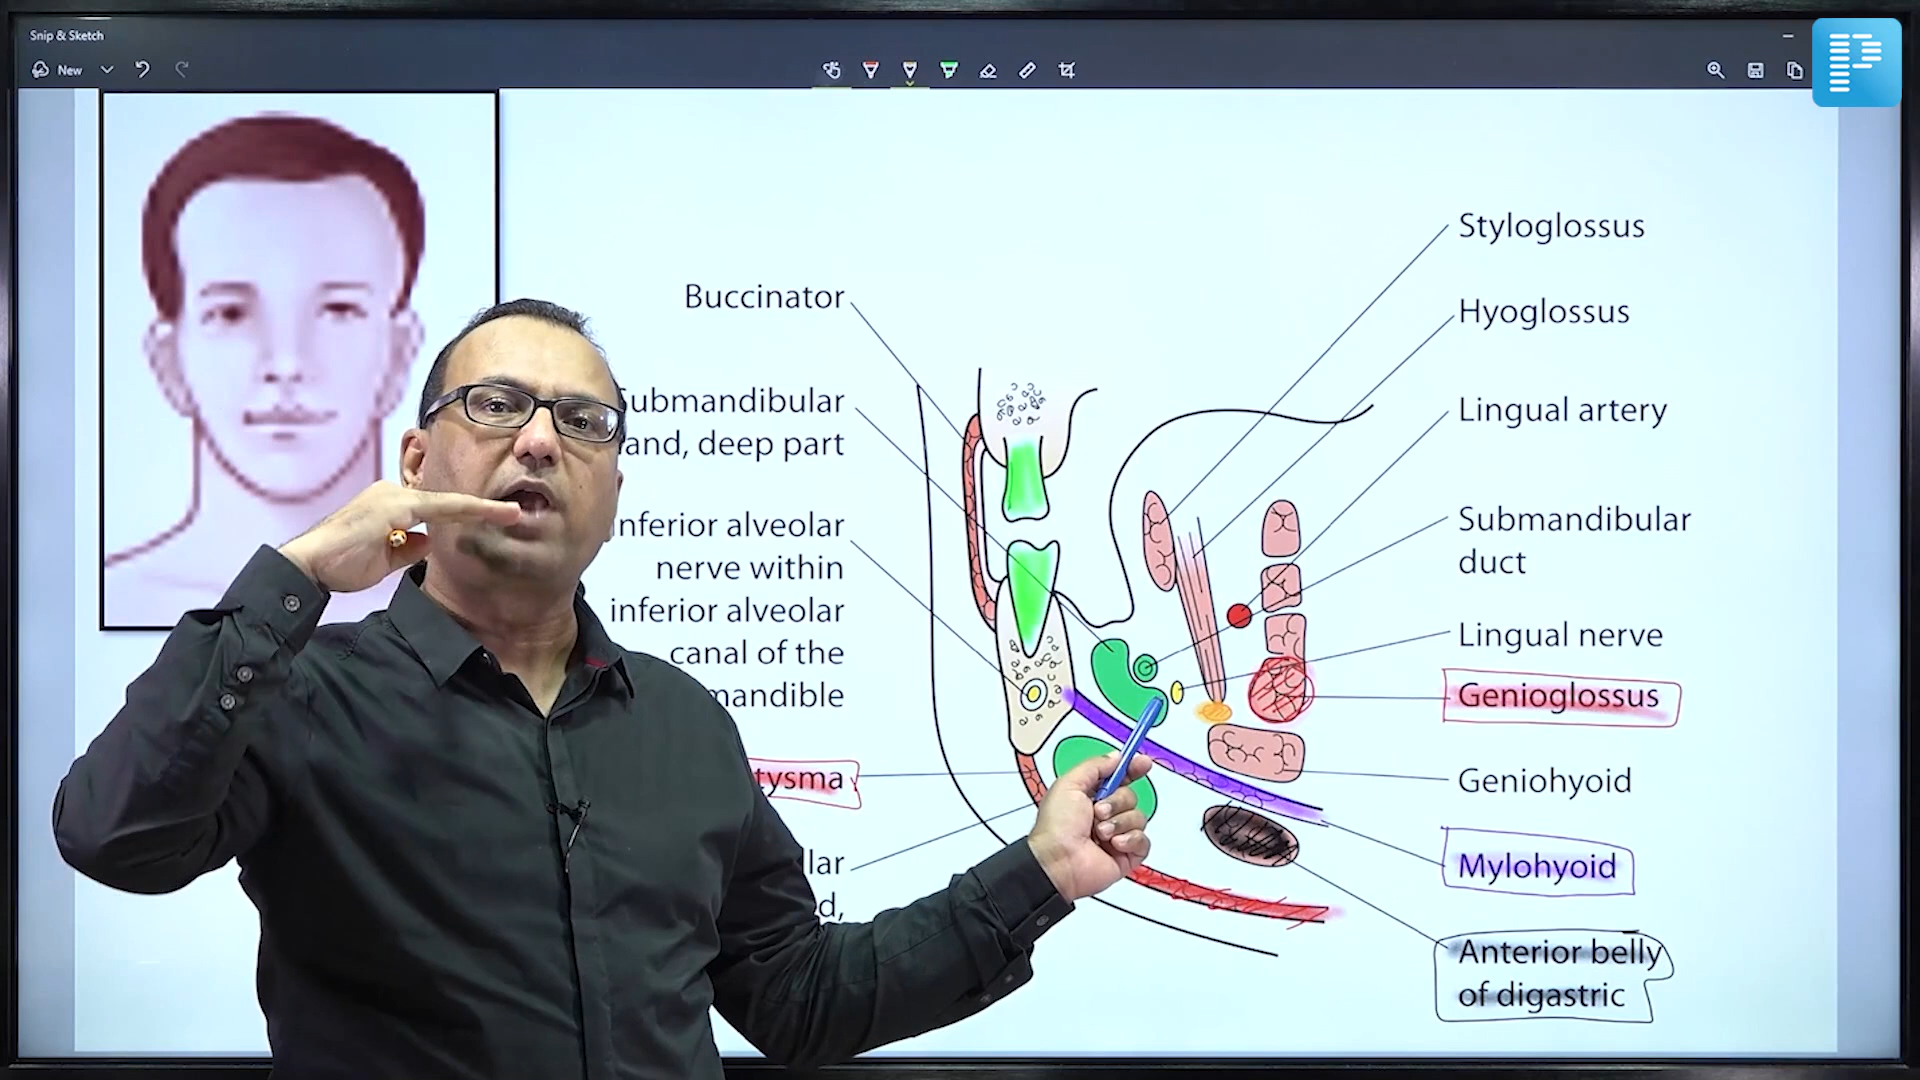 Snip & Sketch
New
Styloglossus
Buccinator
Hyoglossus
Submandibular
Lingual artery
gland, deep part
Submandibular
duct
Inferior alveolar
nerve within
inferior alveolar
canal of the
mandible
Lingual nerve
Genioglossus
tysma
Geniohyoid
lar
d,
Mylohyoid
Anterior belly
of digastric